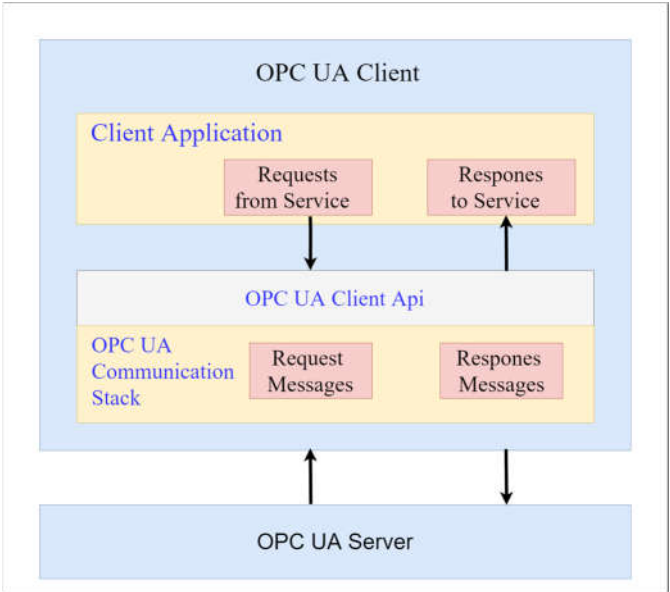 OPC UA Client
Client Application
Requests
from Service
Respones
to Service
OPC UA Client Api
OPC UA
Communication
Stack
Request
Messages
Respones
Messages
OPC UA Server